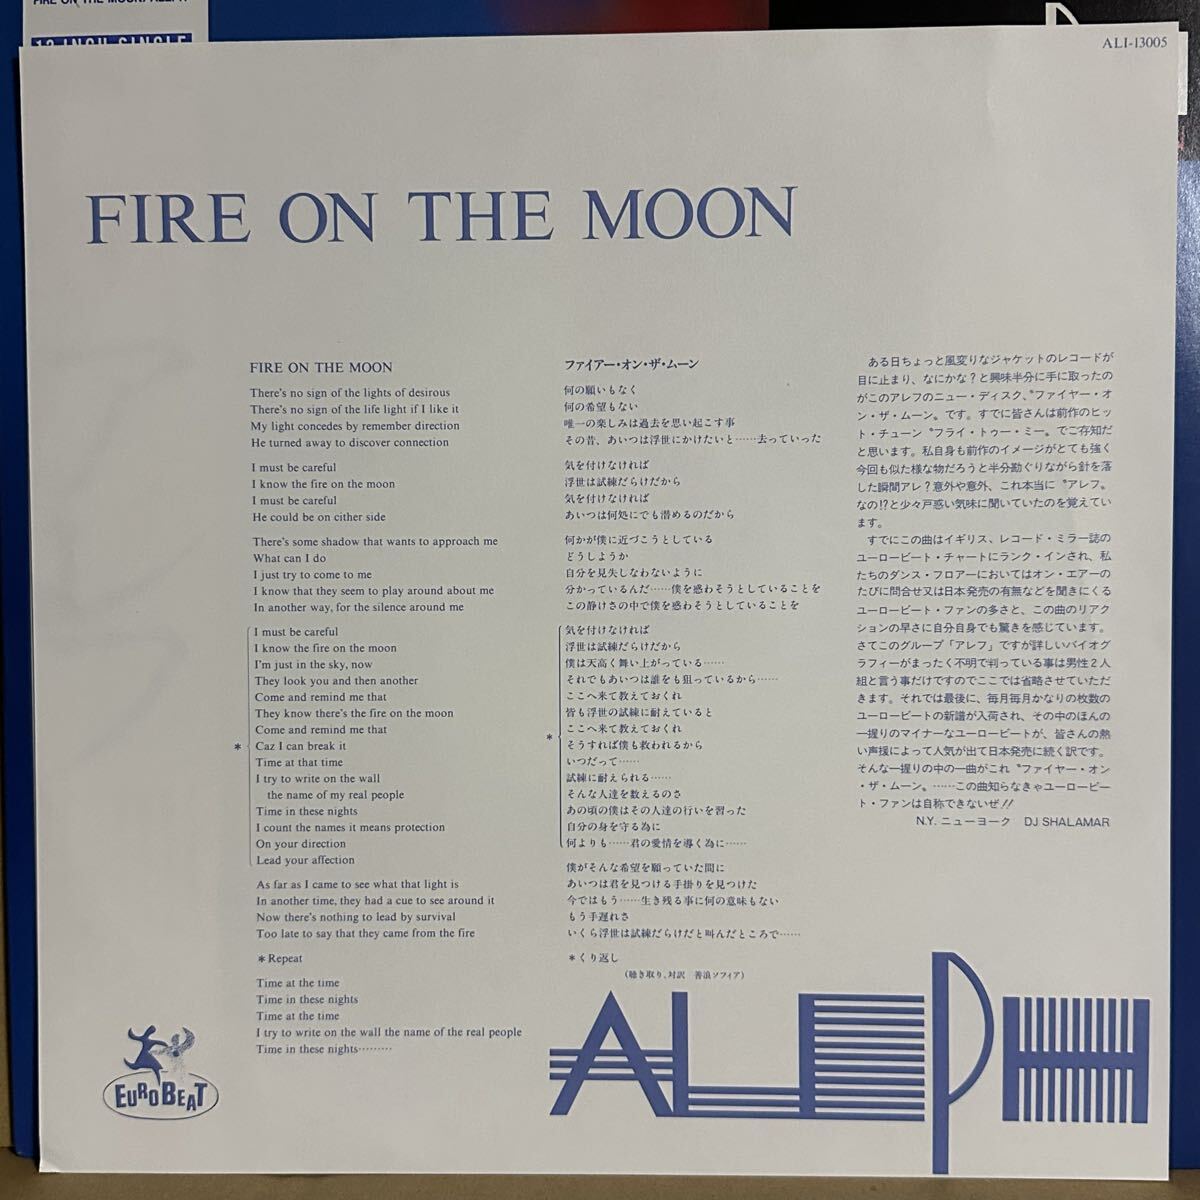 FIRE ON THE MOON/ALEPH
12 INCH SINGLE
ALI-13005
FIRE ON THE MOON
FIRE ON THE MOON
There's no sign of the lights of desirous
There's no sign of the life light if I like it
My light concedes by remember direction
He turned away to discover connection
I must be careful
I know the fire on the moon
I must be careful
He could be on cither side
There's some shadow that wants to approach me
What can I do
I just try to come to me
I know that they seem to play around about me
In another way, for the silence around me
I must be careful
I know the fire on the moon
I'm just in the sky, now
They look you and then another
Come and remind me that
They know there's the fire on the moon
Come and remind me that
* Caz I can break it
Time at that time
I try to write on the wall
the name of my real people
Time in these nights
I count the names it means protection
On your direction
Lead your affection
As far as I came to see what that light is
In another time, they had a cue to see around it
Now there's nothing to lead by survival
Too late to say that they came from the fire
* Repeat
Time at the time
Time in these nights
Time at the time
I try to write on the wall the name of the real people
Time in these nights………
ファイアー・オン・ザ・ムーン
何の願いもなく
何の希望もない
唯一の楽しみは過去を思い起こす事
その昔、あいつは浮世にかけたいと……去っていった
気を付けなければ
浮世は試練だらけだから
気を付けなければ
あいつは何処にでも潜めるのだから
何かが僕に近づこうとしている
どうしようか
自分を見失しなわないように
分かっているんだ……僕を惑わそうとしていることを
この静けさの中で僕を惑わそうとしていることを
気を付けなければ
浮世は試練だらけだから
僕は天高く舞い上がっている……
それでもあいつは誰をも狙っているから……
ここへ来て教えておくれ
皆も浮世の試練に耐えていると
ここへ来て教えておくれ
* そうすれば僕も救われるから
いつだって……
試練に耐えられる……
そんな人達を数えるのさ
あの頃の僕はその人達の行いを習った
自分の身を守る為に
何よりも……君の愛情を導く為に……
僕がそんな希望を願っていた間に
あいつは君を見つける手掛りを見つけた
今ではもう……生き残る事に何の意味もない
もう手遅れさ
いくら浮世は試練だらけだと叫んだところで……
*くり返し
(聴き取り、対訳 善浪ソフィア)
ある日ちょっと風変りなジャケットのレコードが
目に止まり、なにかな?と興味半分に手に取ったの
がこのアレフのニュー・ディスク、〝ファイヤー・オ
ン・ザ・ムーン〟です。すでに皆さんは前作のヒッ
ト・チューン〝フライ・トゥー・ミー〟でご存知だ
と思います。私自身も前作のイメージがとても強く
今回も似た様な物だろうと半分勘ぐりながら針を落
した瞬間アレ?意外や意外、これ本当に〝アレフ〟
なの!?と少々戸惑い気味に聞いていたのを覚えてい
ます。
すでにこの曲はイギリス、レコード・ミラー誌の
ユーロービート・チャートにランク・インされ、私
たちのダンス・フロアーにおいてはオン・エアーの
たびに問合せ又は日本発売の有無などを聞きにくる
ユーロービート・ファンの多さと、この曲のリアク
ションの早さに自分自身でも驚きを感じています。
さてこのグループ「アレフ」ですが詳しいバイオグ
ラフィーがまったく不明で判っている事は男性2人
組と言う事だけですのでここでは省略させていただ
きます。それでは最後に、毎月毎月かなりの枚数の
ユーロービートの新譜が入荷され、その中のほんの
一握りのマイナーなユーロービートが、皆さんの熱
い声援によって人気が出て日本発売に続く訳です。
そんな一握りの中の一曲がこれ〝ファイヤー・オン
・ザ・ムーン〟……この曲知らなきゃユーロービー
ト・ファンは自称できないぜ!!
N.Y. ニューヨーク DJ SHALAMAR
EUROBEAT
ALEPH